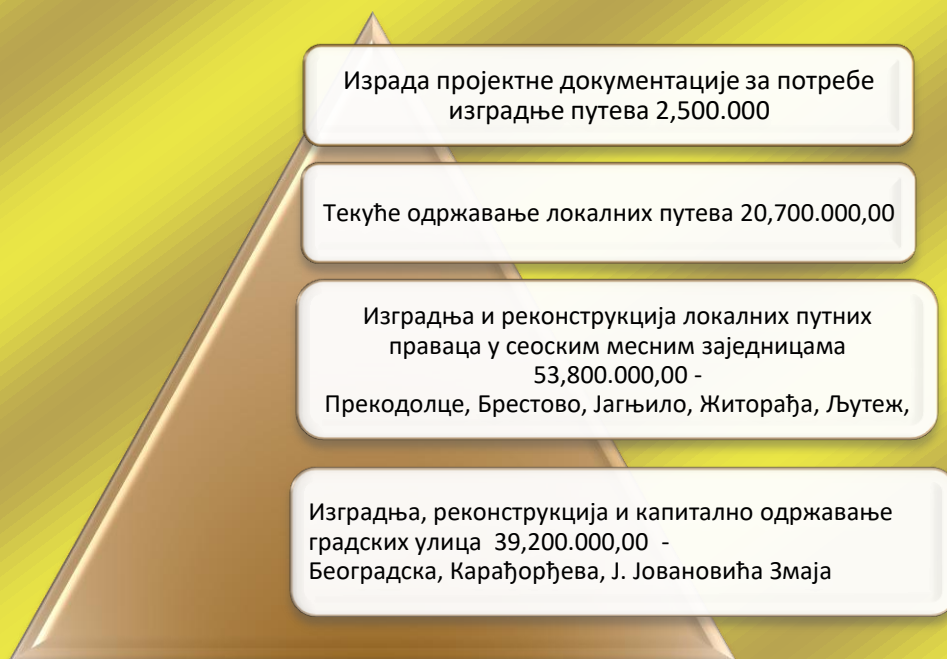 Израда пројектне документације за потребе
изградње путева 2,500.000
Текуће одржавање локалних путева 20,700.000,00
Изградња и реконструкција локалних путних
праваца у сеоским месним заједницама
53,800.000,00 -
Прекодолце, Брестово, Јагњило, Житорађа, Љутеж,
Изградња, реконструкција и капитално одржавање
градских улица 39,200.000,00 -
Београдска, Карађорђева, Ј. Јовановића Змаја